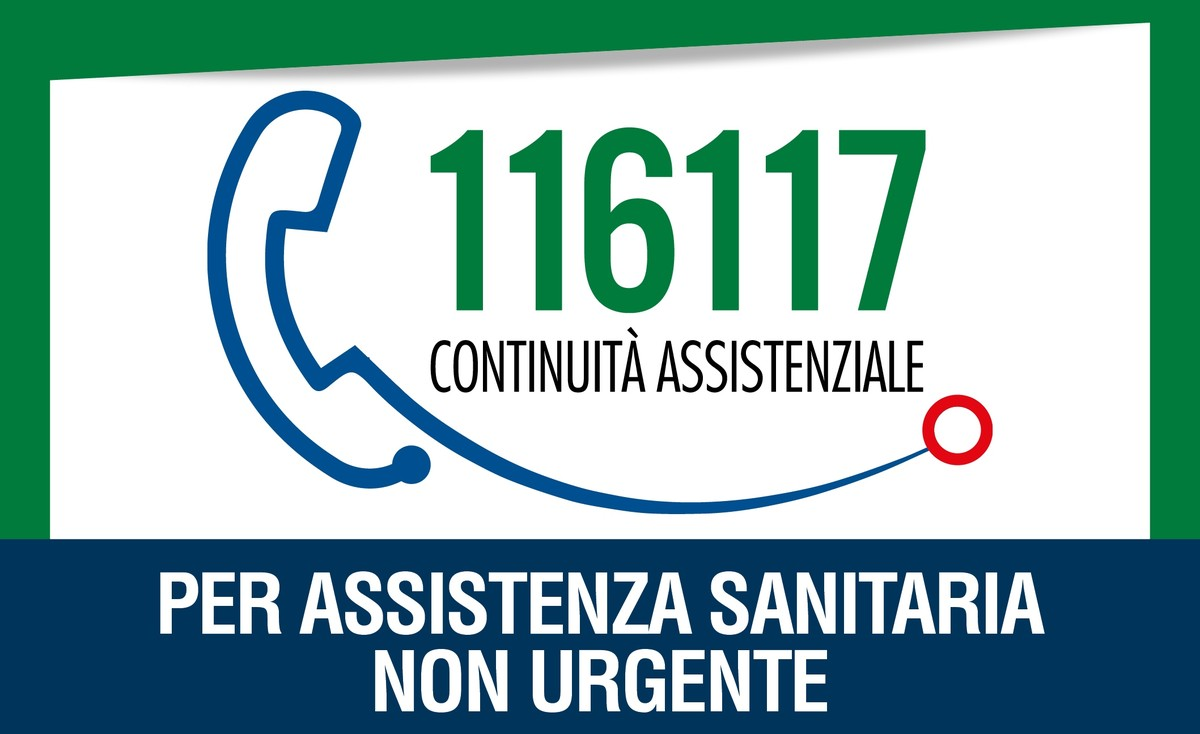 116117
CONTINUITÀ ASSISTENZIALE
PER ASSISTENZA SANITARIA
NON URGENTE